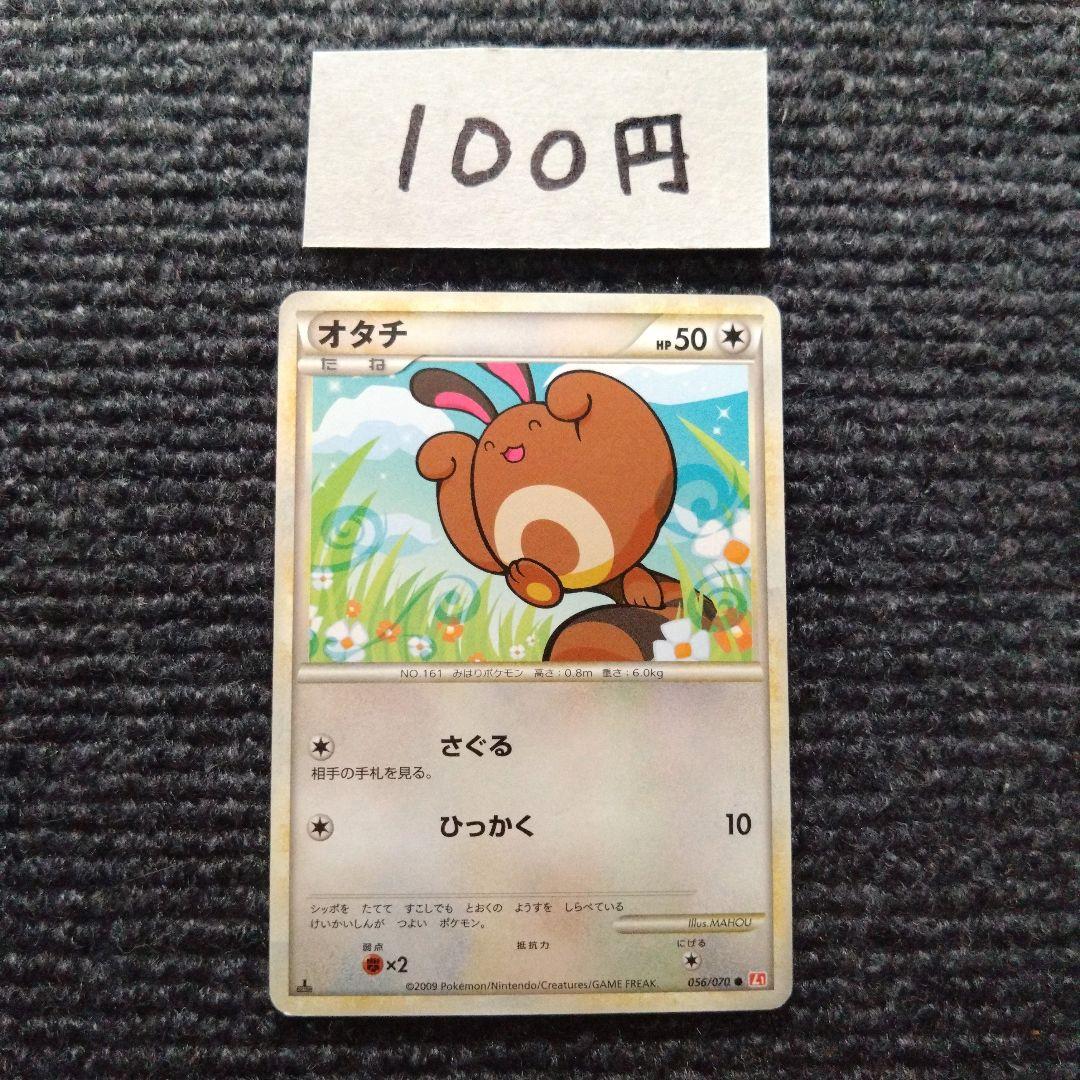 100円
オタチ HP 50
たね
NO.161 みはりポケモン 高さ:0.8m 重さ:6.0kg
さぐる
相手の手札を見る。
ひっかく 10
シッポを たてて すこしでも とおくの ようすを しらべている
けいかいしんが つよい ポケモン。
Illus.MAHOU
弱点 抵抗力 にげる
×2
©2009 Pokémon/Nintendo/Creatures/GAME FREAK. 056/070 L1